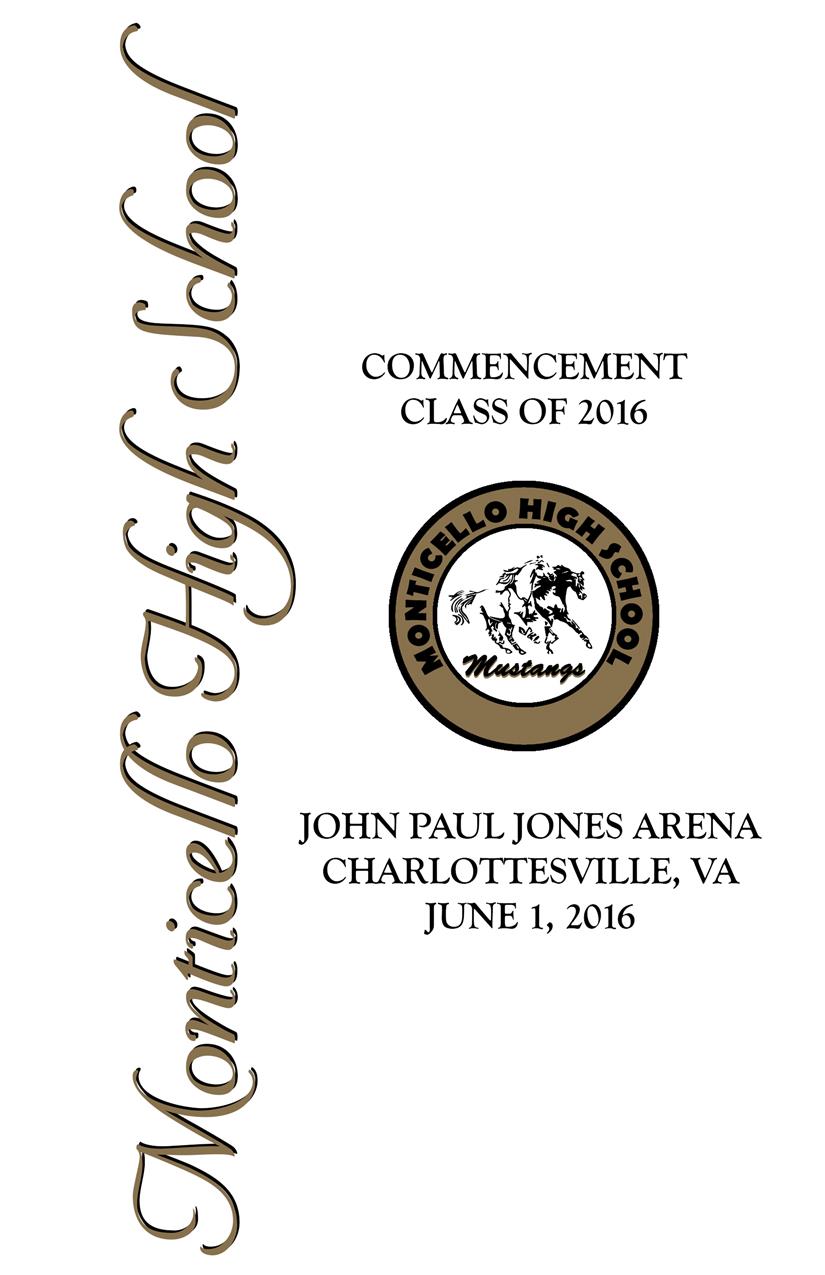 Monticello High School
COMMENCEMENT
CLASS OF 2016
MONTICELLO HIGH SCHOOL
Mustangs
JOHN PAUL JONES ARENA
CHARLOTTESVILLE, VA
JUNE 1, 2016